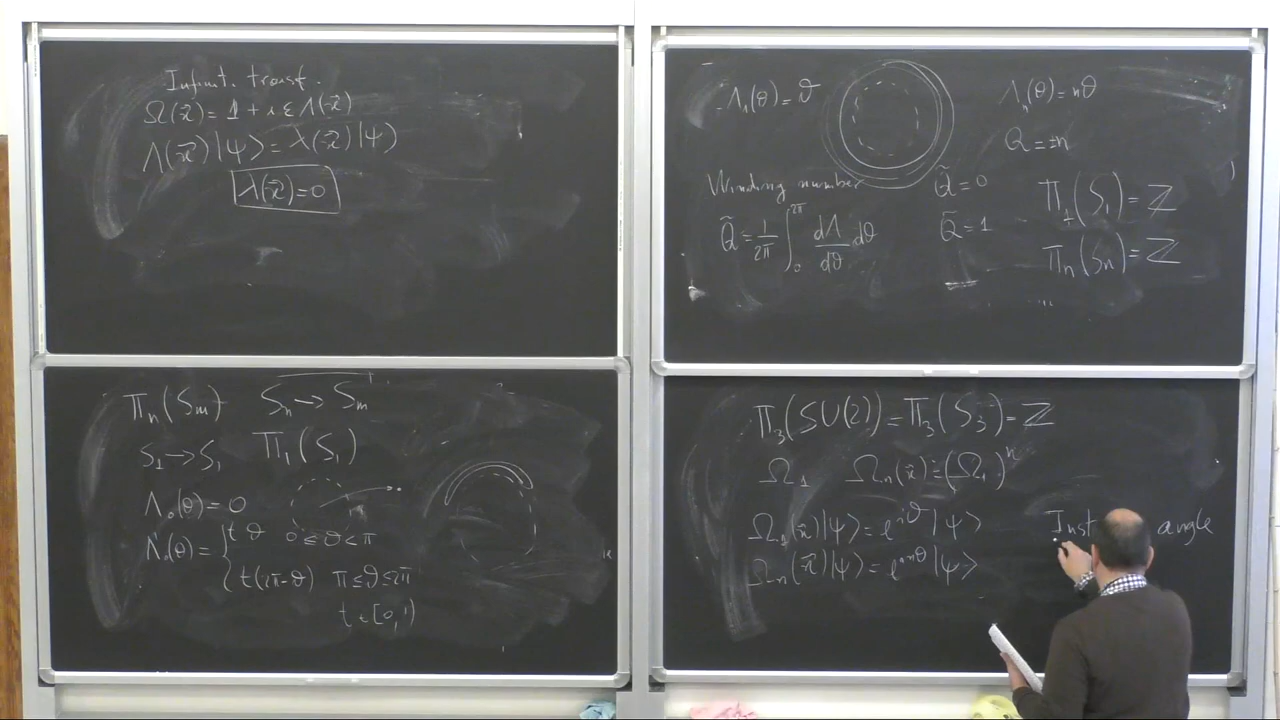 Infinit. transf.
Ω(x⃗) = 1 + iε Λ(x⃗)
Λ(x⃗)|ψ⟩ = λ(x⃗)|ψ⟩
λ(x⃗) = 0
Πn(Sm) Sn → Sm
S1 → S1 Π1(S1)
Λ0(θ) = 0
Λ0(θ) = { t θ 0 ≤ θ < π
t(2π-θ) π ≤ θ ≤ 2π
t ∈ [0,1)
Λ1(θ) = θ
Λn(θ) = nθ
Q = ±n
Winding number
Q̃ = 1/2π ∫₀^2π dΛ/dθ dθ
Q̃ = 0
Q̃ = 1
Π1(S1) = ℤ
Πn(Sn) = ℤ
Π3(SU(2)) = Π3(S3) = ℤ
Ω1 Ωn(x⃗) = (Ω1)^n
Ω1(x⃗)|ψ⟩ = e^iθ |ψ⟩
Ωn(x⃗)|ψ⟩ = e^inθ |ψ⟩
angle